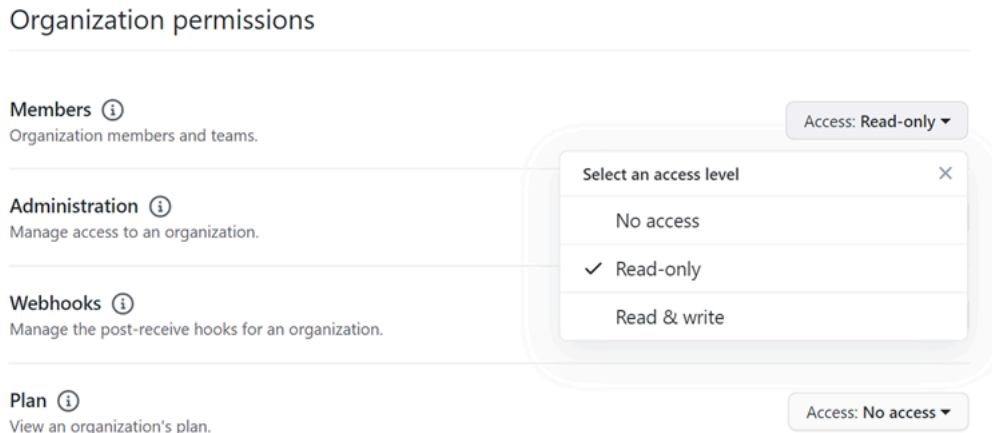 Organization permissions
Members
Organization members and teams.
Access: Read-only
Select an access level
No access
Read-only
Read & write
Administration
Manage access to an organization.
Webhooks
Manage the post-receive hooks for an organization.
Plan
View an organization's plan.
Access: No access